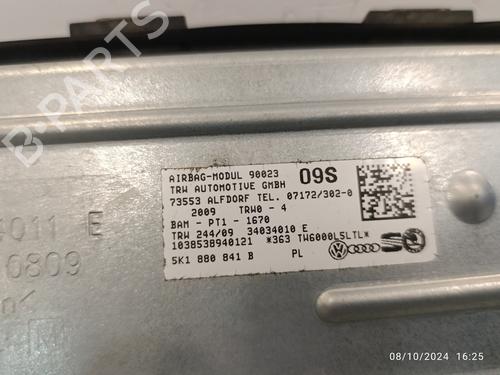 B-PARTS
AIRBAG-MODUL 90023 09S
TRW AUTOMOTIVE GMBH
73553 ALFDORF TEL. 07172/302-0
2009 TRW0 - 4
BAM - PT1 - 1670
TRW 244/09 34034010 E
1038538940121 *363 TW6000L5LTL*
5K1 880 841 B PL
4011 E
0809
08/10/2024 16:25